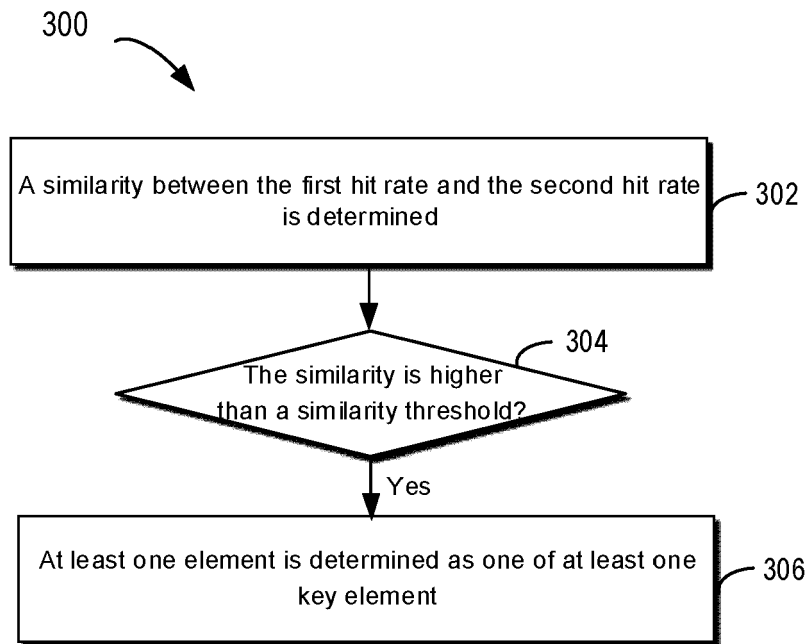 300
A similarity between the first hit rate and the second hit rate
is determined
302
304
The similarity is higher
than a similarity threshold?
Yes
At least one element is determined as one of at least one
key element
306